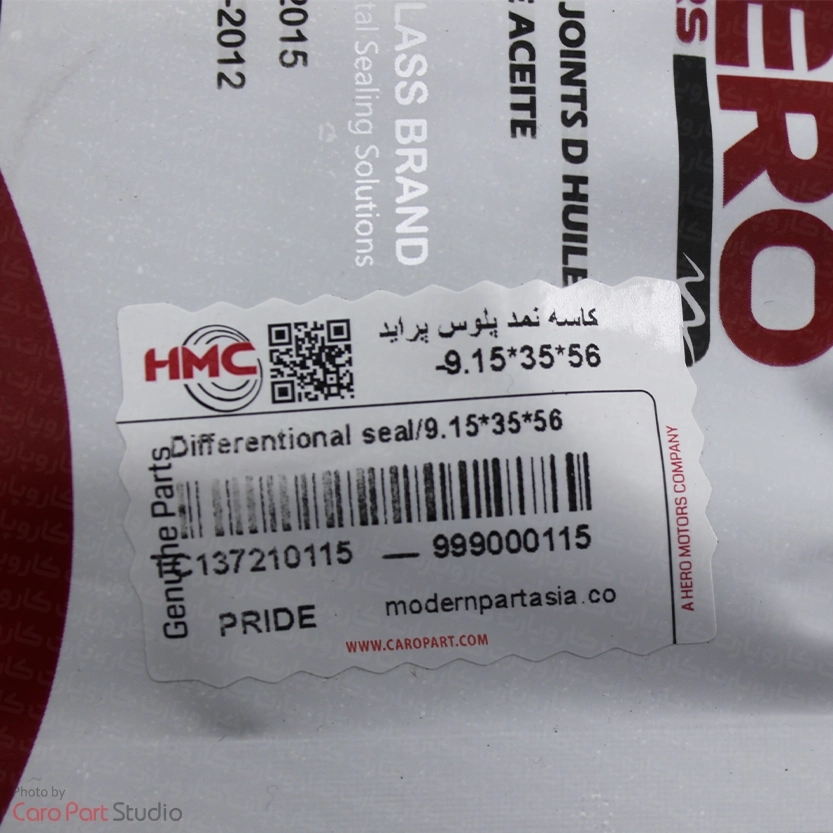 2015
-2012
LASS BRAND
tal Sealing Solutions
JOINTS D HUILE
E ACEITE
RS
ERO
HMC
کاسه نمد پلوس پراید
-9.15*35*56
Differentional seal/9.15*35*56
Genuine Parts
C137210115 — 999000115
PRIDE
modernpartasia.co
WWW.CAROPART.COM
A HERO MOTORS COMPANY
Photo by
Caro Part Studio